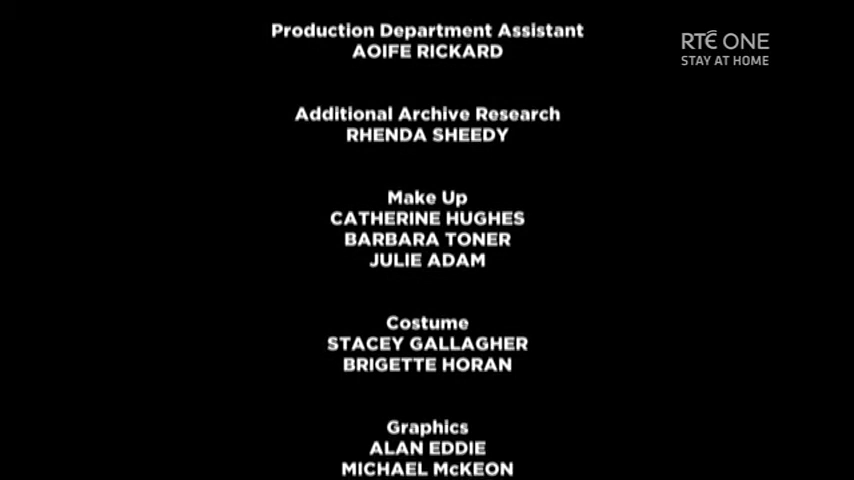 Production Department Assistant
AOIFE RICKARD
RTÉ ONE
STAY AT HOME
Additional Archive Research
RHENDA SHEEDY
Make Up
CATHERINE HUGHES
BARBARA TONER
JULIE ADAM
Costume
STACEY GALLAGHER
BRIGETTE HORAN
Graphics
ALAN EDDIE
MICHAEL McKEON